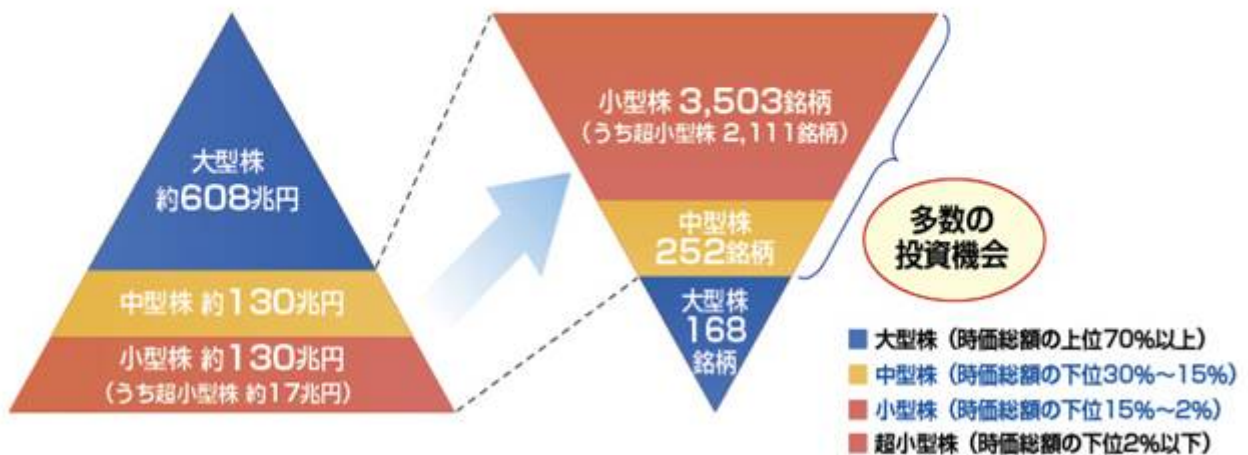 大型株
約608兆円
中型株 約130兆円
小型株 約130兆円
（うち超小型株 約17兆円）
小型株 3,503銘柄
（うち超小型株 2,111銘柄）
中型株
252銘柄
大型株
168
銘柄
多数の
投資機会
大型株（時価総額の上位70%以上）
中型株（時価総額の下位30%～15%）
小型株（時価総額の下位15%～2%）
超小型株（時価総額の下位2%以下）